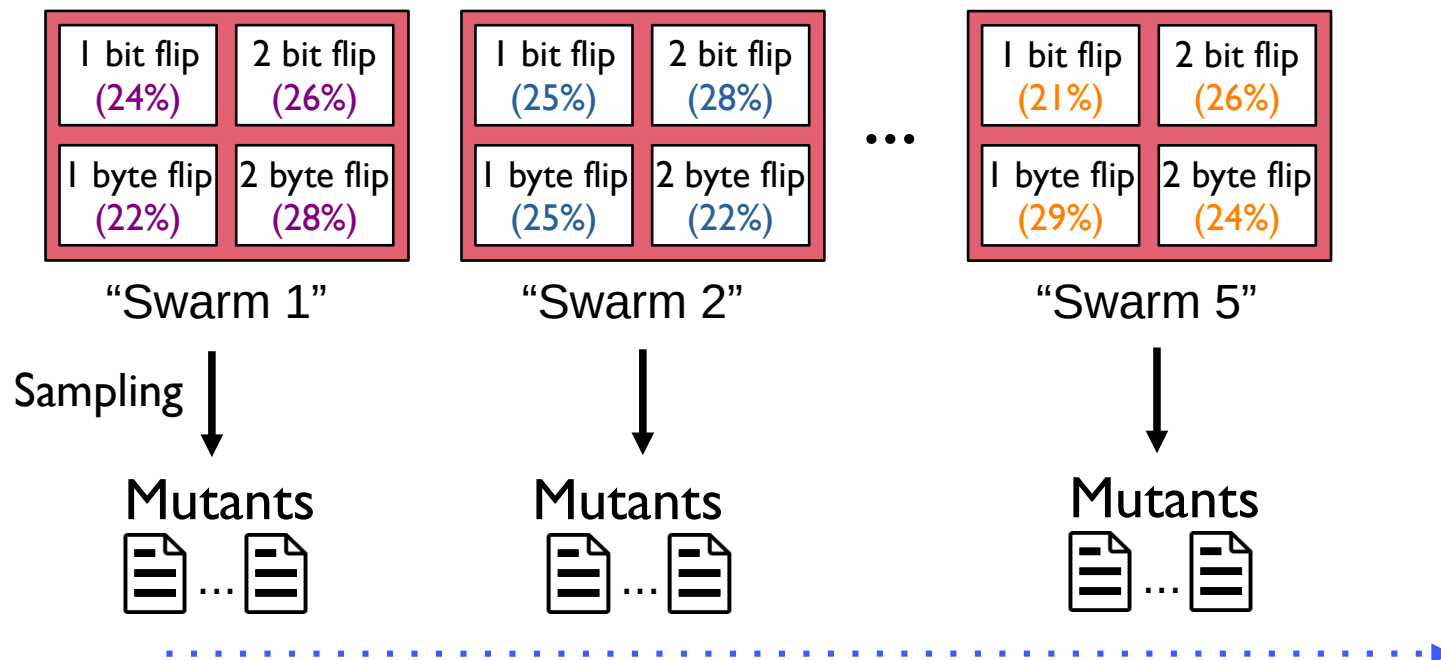 1 bit flip
(24%)
2 bit flip
(26%)
1 byte flip
(22%)
2 byte flip
(28%)
“Swarm 1”
1 bit flip
(25%)
2 bit flip
(28%)
1 byte flip
(25%)
2 byte flip
(22%)
“Swarm 2”
...
1 bit flip
(21%)
2 bit flip
(26%)
1 byte flip
(29%)
2 byte flip
(24%)
“Swarm 5”
Sampling
Mutants
...
Mutants
...
Mutants
...